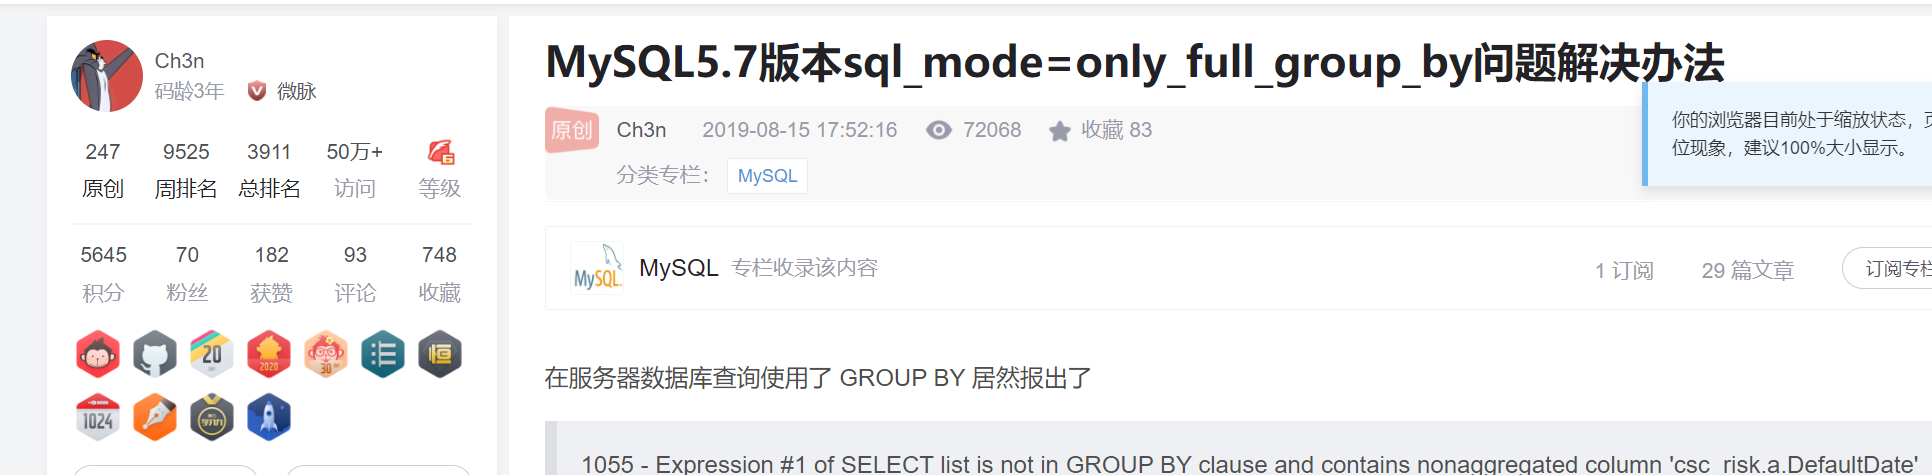 Ch3n
码龄3年 微脉
247 9525 3911 50万+
原创 周排名 总排名 访问 等级
5645 70 182 93 748
积分 粉丝 获赞 评论 收藏
20
2020
30
恒
1024
MySQL5.7版本sql_mode=only_full_group_by问题解决办法
原创 Ch3n 2019-08-15 17:52:16 72068 收藏 83
分类专栏： MySQL
你的浏览器目前处于缩放状态，
位现象，建议100%大小显示。
MySQL MySQL 专栏收录该内容 1 订阅 29 篇文章 订阅专栏
在服务器数据库查询使用了 GROUP BY 居然报出了
1055 - Expression #1 of SELECT list is not in GROUP BY clause and contains nonaggregated column 'csc_risk.a.DefaultDate'